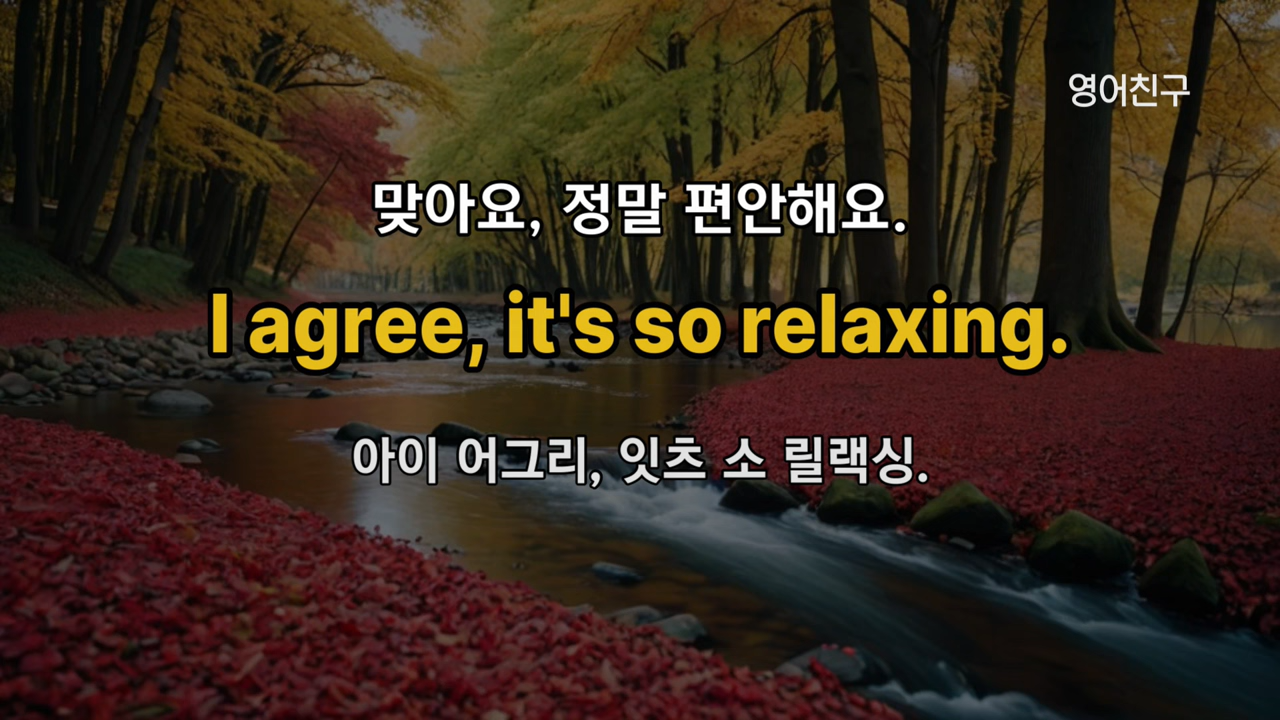 영어친구
맞아요, 정말 편안해요.
I agree, it's so relaxing.
아이 어그리, 잇츠 소 릴랙싱.